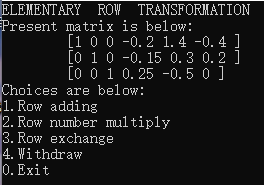 ELEMENTARY ROW TRANSFORMATION
Present matrix is below:
[1 0 0 -0.2 1.4 -0.4 ]
[0 1 0 -0.15 0.3 0.2 ]
[0 0 1 0.25 -0.5 0 ]
Choices are below:
1.Row adding
2.Row number multiply
3.Row exchange
4.Withdraw
0.Exit